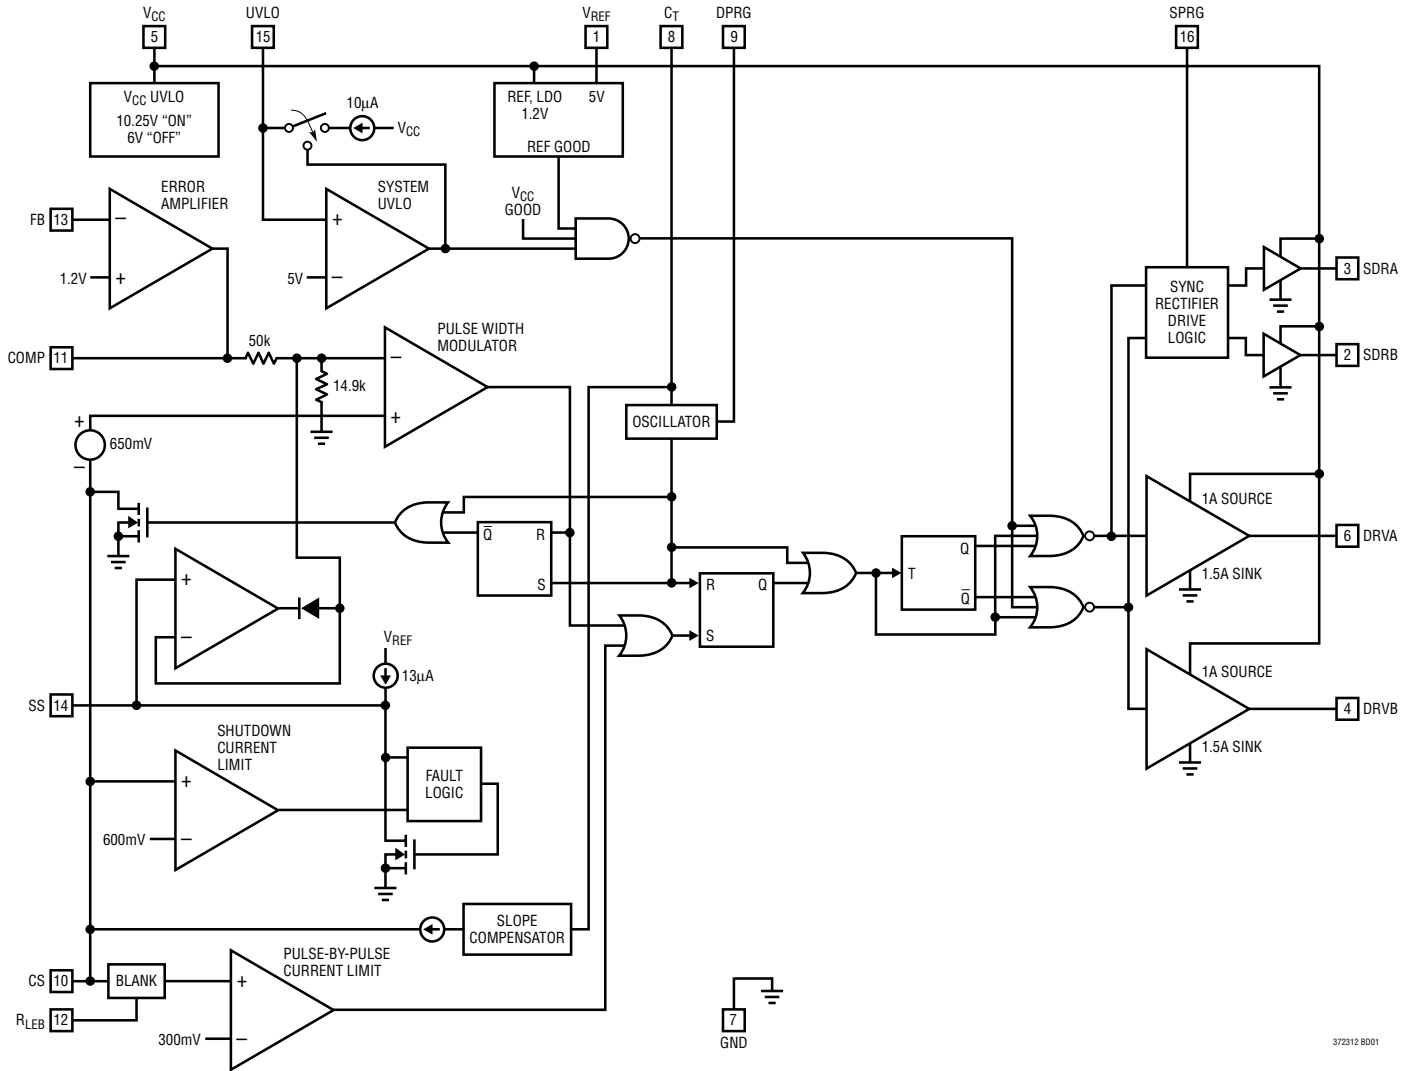 VCC
UVLO
VREF
CT
DPRG
SPRG
5
15
1
8
9
16
VCC UVLO
10.25V “ON”
6V “OFF”
10µA
VCC
REF, LDO
1.2V
5V
REF GOOD
ERROR
AMPLIFIER
SYSTEM
UVLO
VCC
GOOD
FB 13
−
1.2V
+
+
5V
−
SYNC
RECTIFIER
DRIVE
LOGIC
3 SDRA
2 SDRB
COMP 11
50k
14.9k
PULSE WIDTH
MODULATOR
−
+
OSCILLATOR
+
650mV
−
Q̅
R
S
R
Q
S
T
Q
Q̅
1A SOURCE
1.5A SINK
6 DRVA
+
−
VREF
13µA
SS 14
1A SOURCE
1.5A SINK
4 DRVB
SHUTDOWN
CURRENT
LIMIT
+
600mV
−
FAULT
LOGIC
SLOPE
COMPENSATOR
PULSE-BY-PULSE
CURRENT LIMIT
CS 10
BLANK
+
RLEB 12
300mV
−
7
GND
372312 BD01